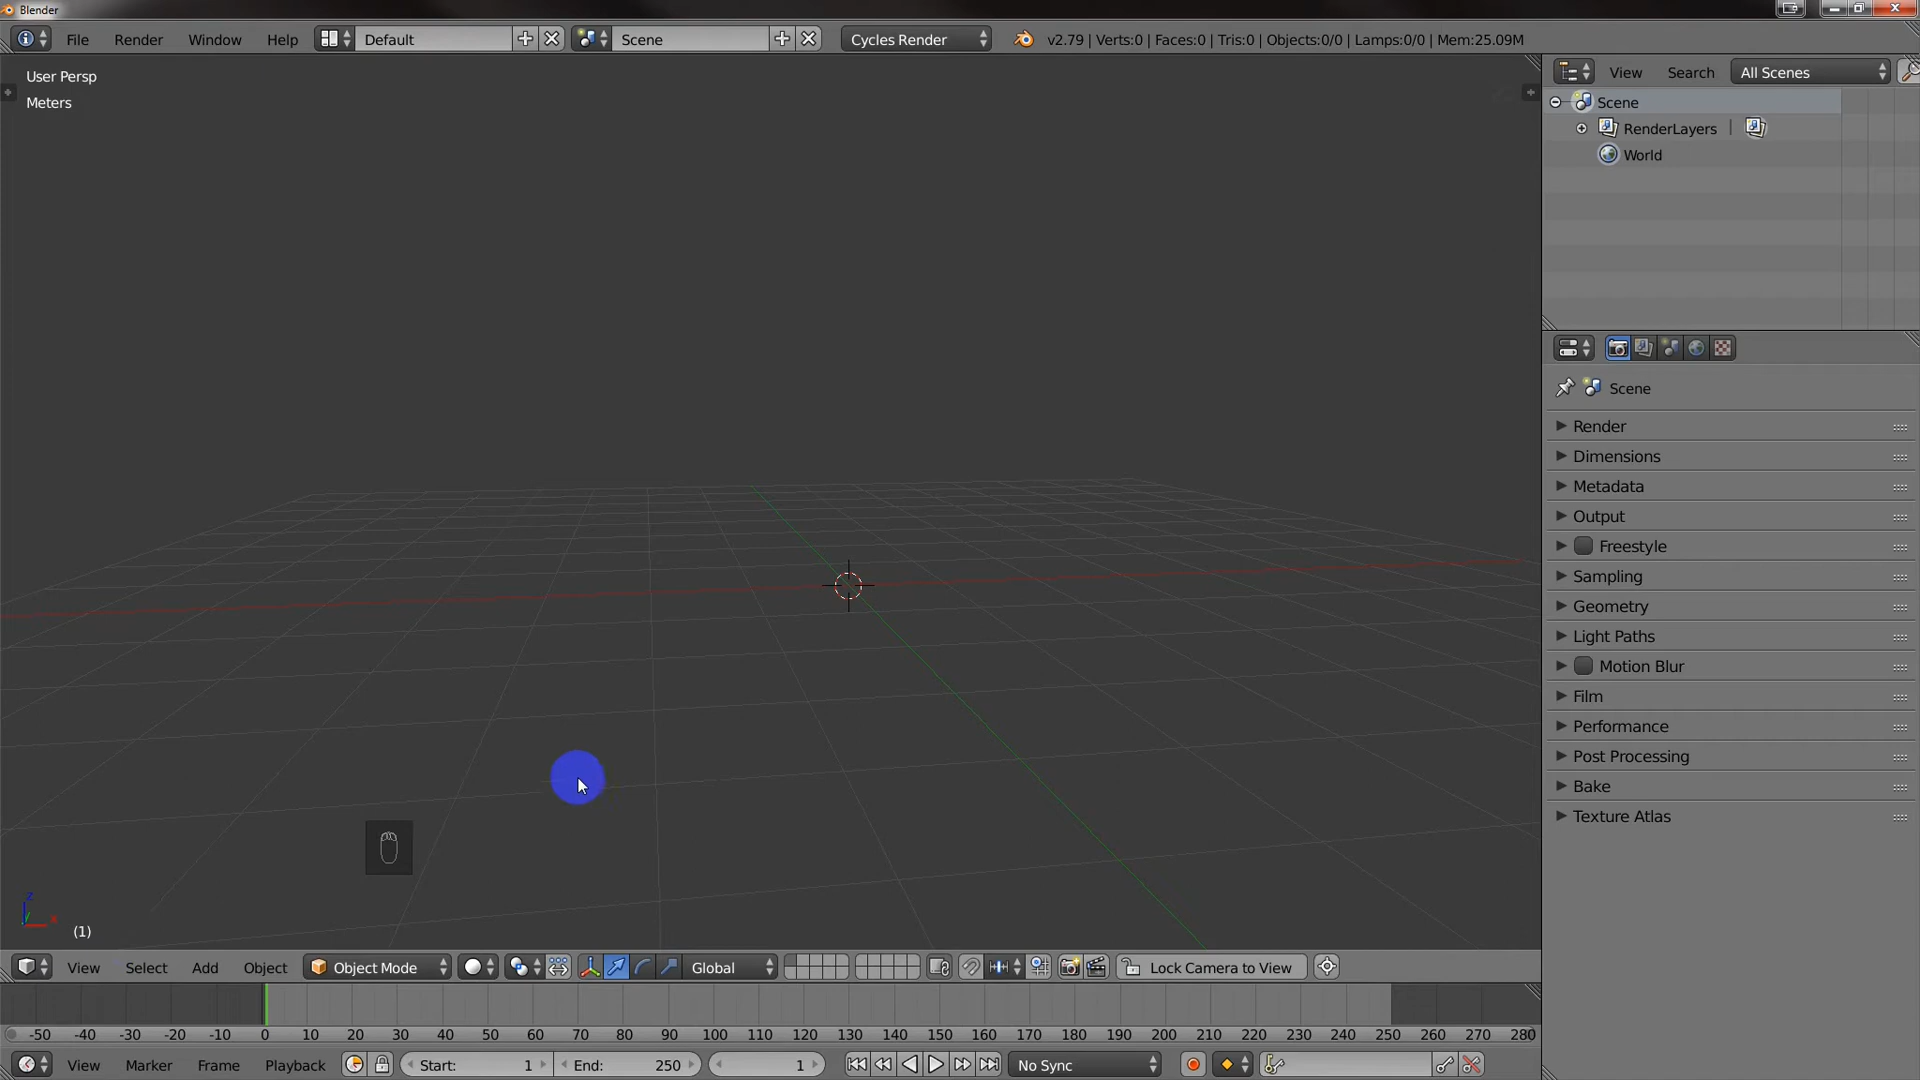 Blender
File Render Window Help Default Scene Cycles Render v2.79 | Verts:0 | Faces:0 | Tris:0 | Objects:0/0 | Lamps:0/0 | Mem:25.09M
User Persp
Meters
View Search All Scenes
Scene
RenderLayers
World
Scene
Render
Dimensions
Metadata
Output
Freestyle
Sampling
Geometry
Light Paths
Motion Blur
Film
Performance
Post Processing
Bake
Texture Atlas
z
x
(1)
View Select Add Object Object Mode Global Lock Camera to View
-50 -40 -30 -20 -10 0 10 20 30 40 50 60 70 80 90 100 110 120 130 140 150 160 170 180 190 200 210 220 230 240 250 260 270 280
View Marker Frame Playback Start: 1 End: 250 1 No Sync